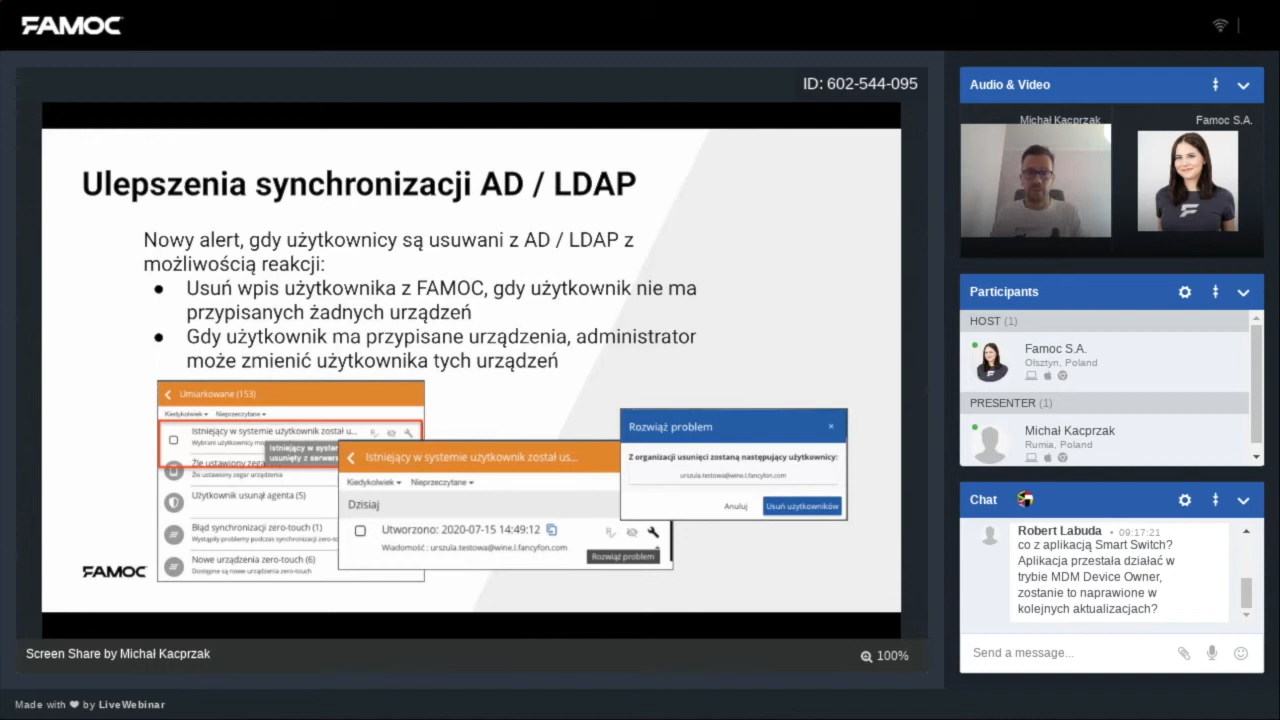 FAMOC
ID: 602-544-095
Ulepszenia synchronizacji AD / LDAP
Nowy alert, gdy użytkownicy są usuwani z AD / LDAP z
możliwością reakcji:
● Usuń wpis użytkownika z FAMOC, gdy użytkownik nie ma
przypisanych żadnych urządzeń
● Gdy użytkownik ma przypisane urządzenia, administrator
może zmienić użytkownika tych urządzeń
Umiarkowane (153)
Kiedykolwiek Nieprzeczytane
Istniejący w systemie użytkownik został u...
Wybrani użytkownicy
Istniejący w
usunięty z
Źle ustawiony
Źle ustawiony zegar urządzenia
Użytkownik usunął agenta (5)
Błąd synchronizacji zero-touch (1)
Wystąpiły problemy podczas synchronizacji
Nowe urządzenia zero-touch (6)
Dostępne są nowe urządzenia zero-touch
Istniejący w systemie użytkownik został us...
Kiedykolwiek Nieprzeczytane
Dzisiaj
Utworzono: 2020-07-15 14:49:12
Wiadomość : urszula.testowa@wine.l.fancyfon.com
Rozwiąż problem
Rozwiąż problem ×
Z organizacji usunięci zostaną następujący użytkownicy:
urszula.testowa@wine.l.fancyfon.com
Anuluj Usuń użytkowników
FAMOC
Screen Share by Michał Kacprzak
100%
Made with ❤ by LiveWebinar
Audio & Video
Michał Kacprzak Famoc S.A.
Participants
HOST (1)
Famoc S.A.
Olsztyn, Poland
PRESENTER (1)
Michał Kacprzak
Rumia, Poland
Chat
Robert Labuda • 09:17:21
co z aplikacją Smart Switch?
Aplikacja przestała działać w
trybie MDM Device Owner,
zostanie to naprawione w
kolejnych aktualizacjach?
Send a message...